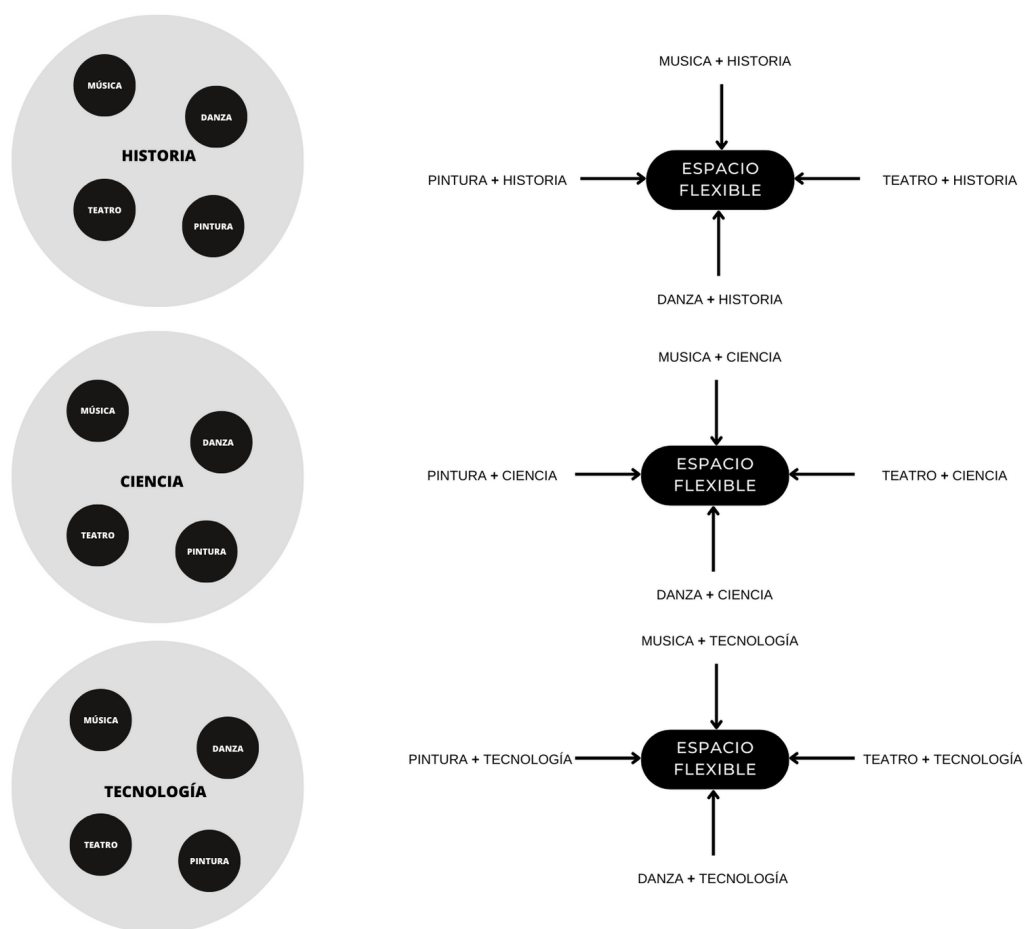 MÚSICA
DANZA
HISTORIA
TEATRO
PINTURA
MUSICA + HISTORIA
PINTURA + HISTORIA
ESPACIO
FLEXIBLE
TEATRO + HISTORIA
DANZA + HISTORIA
MÚSICA
DANZA
CIENCIA
TEATRO
PINTURA
MUSICA + CIENCIA
PINTURA + CIENCIA
ESPACIO
FLEXIBLE
TEATRO + CIENCIA
DANZA + CIENCIA
MÚSICA
DANZA
TECNOLOGÍA
TEATRO
PINTURA
MUSICA + TECNOLOGÍA
PINTURA + TECNOLOGÍA
ESPACIO
FLEXIBLE
TEATRO + TECNOLOGÍA
DANZA + TECNOLOGÍA